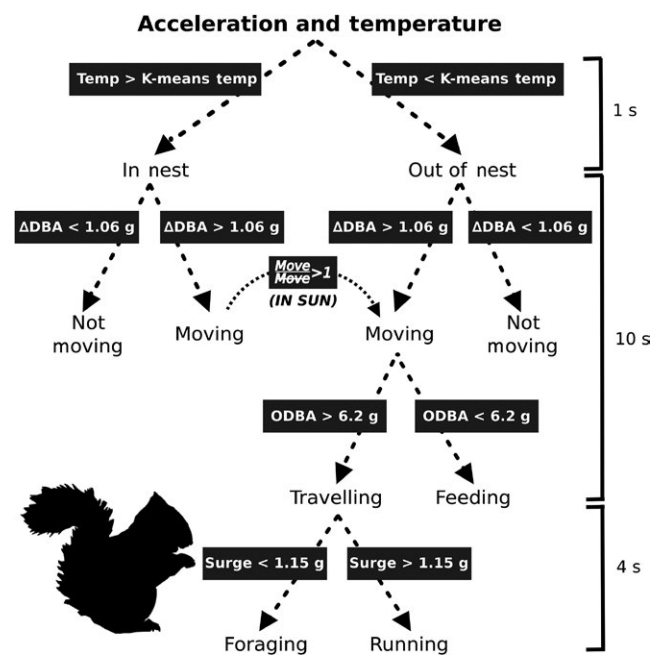 Acceleration and temperature
Temp > K-means temp
Temp < K-means temp
1 s
In nest
Out of nest
ΔDBA < 1.06 g
ΔDBA > 1.06 g
ΔDBA > 1.06 g
ΔDBA < 1.06 g
Move
Move>1
(IN SUN)
Not
moving
Moving
Moving
Not
moving
10 s
ODBA > 6.2 g
ODBA < 6.2 g
Travelling
Feeding
Surge < 1.15 g
Surge > 1.15 g
4 s
Foraging
Running